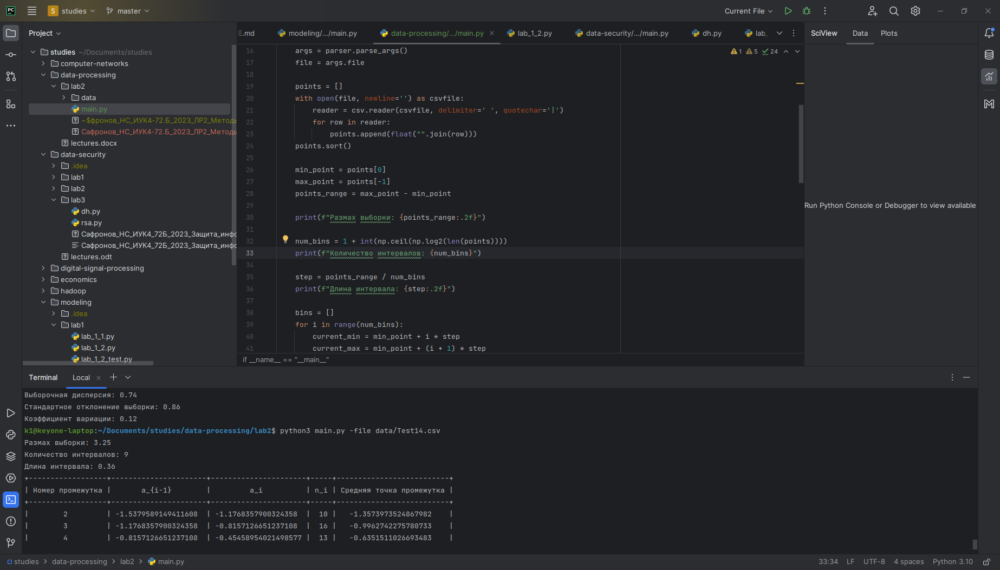 PC
S studies
master
Current File
Project
studies ~/Documents/studies
computer-networks
data-processing
lab2
data
main.py
~$фронов_НС_ИУК4-72.Б_2023_ЛР2_Методы
Сафронов_НС_ИУК4-72.Б_2023_ЛР2_Методы
lectures.docx
data-security
.idea
lab1
lab2
lab3
dh.py
rsa.py
Сафронов_НС_ИУК4_72Б_2023_Защита_инфо
Сафронов_НС_ИУК4_72Б_2023_Защита_инфо
lectures.odt
digital-signal-processing
economics
hadoop
modeling
.idea
lab1
lab_1_1.py
lab_1_2.py
lab_1_2_test.py
E.md
modeling/.../main.py
data-processing/.../main.py
lab_1_2.py
data-security/.../main.py
dh.py
lab_
1 5 24
16 args = parser.parse_args()
17 file = args.file
18
19 points = []
20 with open(file, newline='') as csvfile:
21 reader = csv.reader(csvfile, delimiter=' ', quotechar='|')
22 for row in reader:
23 points.append(float("".join(row)))
24 points.sort()
25
26 min_point = points[0]
27 max_point = points[-1]
28 points_range = max_point - min_point
29
30 print(f"Размах выборки: {points_range:.2f}")
31
32 num_bins = 1 + int(np.ceil(np.log2(len(points))))
33 print(f"Количество интервалов: {num_bins}")
34
35 step = points_range / num_bins
36 print(f"Длина интервала: {step:.2f}")
37
38 bins = []
39 for i in range(num_bins):
40 current_min = min_point + i * step
41 current_max = min_point + (i + 1) * step
if __name__ == "__main__"
SciView
Data
Plots
Run Python Console or Debugger to view available
Terminal
Local
Выборочная дисперсия: 0.74
Стандартное отклонение выборки: 0.86
Коэффициент вариации: 0.12
k1@keyone-laptop:~/Documents/studies/data-processing/lab2$ python3 main.py -file data/Test14.csv
Размах выборки: 3.25
Количество интервалов: 9
Длина интервала: 0.36
+------------------+----------------------+----------------------+-----+--------------------------+
| Номер промежутка | a_{i-1} | a_i | n_i | Средняя точка промежутка |
+------------------+----------------------+----------------------+-----+--------------------------+
| 2 | -1.5379589149411608 | -1.1768357900324358 | 10 | -1.3573973524867982 |
| 3 | -1.1768357900324358 | -0.8157126651237108 | 16 | -0.9962742275780733 |
| 4 | -0.8157126651237108 | -0.45458954021498577 | 13 | -0.6351511026693483 |
studies > data-processing > lab2 > main.py
33:34 LF UTF-8 4 spaces Python 3.10